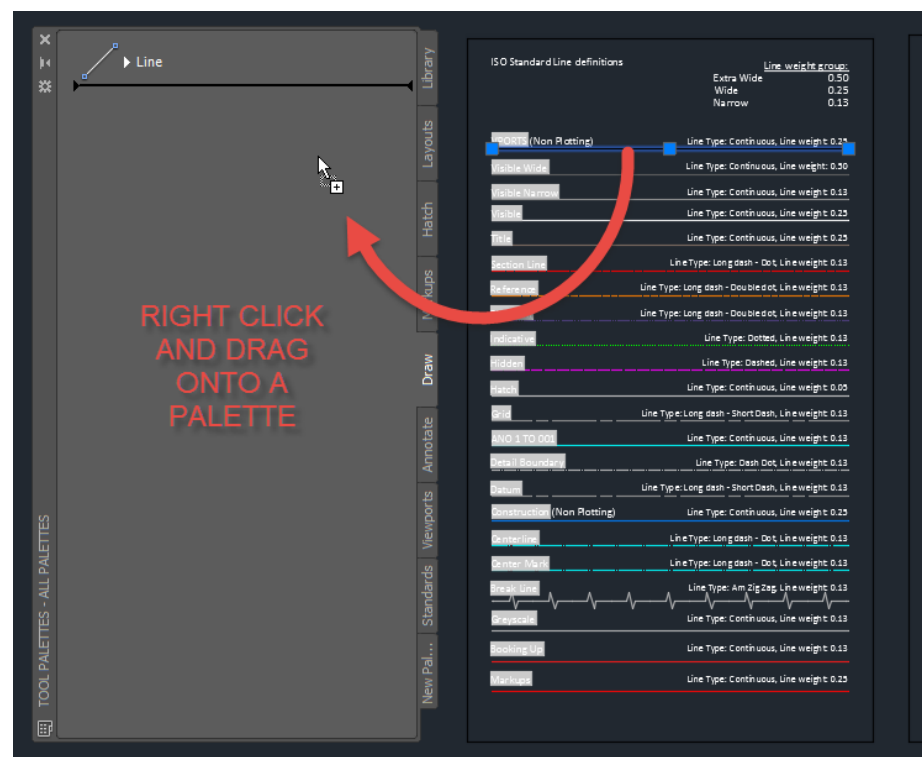 Line
Library
Layouts
Hatch
Markups
Draw
Annotate
Viewports
Standards
New Pal...
TOOL PALETTES - ALL PALETTES
RIGHT CLICK
AND DRAG
ONTO A
PALETTE
ISO Standard Line definitions
Line weight group:
Extra Wide 0.50
Wide 0.25
Narrow 0.13
VPORTS (Non Plotting) Line Type: Continuous, Line weight: 0.25
Visible Wide Line Type: Continuous, Line weight: 0.50
Visible Narrow Line Type: Continuous, Line weight: 0.13
Visible Line Type: Continuous, Line weight: 0.25
Title Line Type: Continuous, Line weight: 0.25
Section Line Line Type: Long dash - Dot, Line weight: 0.13
Reference Line Type: Long dash - Double dot, Line weight: 0.13
Line Type: Long dash - Double dot, Line weight: 0.13
Indicative Line Type: Dotted, Line weight: 0.13
Hidden Line Type: Dashed, Line weight: 0.13
Hatch Line Type: Continuous, Line weight: 0.05
Grid Line Type: Long dash - Short Dash, Line weight: 0.13
ANO 1 TO 001 Line Type: Continuous, Line weight: 0.13
Detail Boundary Line Type: Dash Dot, Line weight: 0.13
Datum Line Type: Long dash - Short Dash, Line weight: 0.13
Construction (Non Plotting) Line Type: Continuous, Line weight: 0.25
Centerline Line Type: Long dash - Dot, Line weight: 0.13
Center Mark Line Type: Long dash - Dot, Line weight: 0.13
Break Line Line Type: Am Zig Zag, Line weight: 0.13
Greyscale Line Type: Continuous, Line weight: 0.13
Booking Up Line Type: Continuous, Line weight: 0.13
Markups Line Type: Continuous, Line weight: 0.25